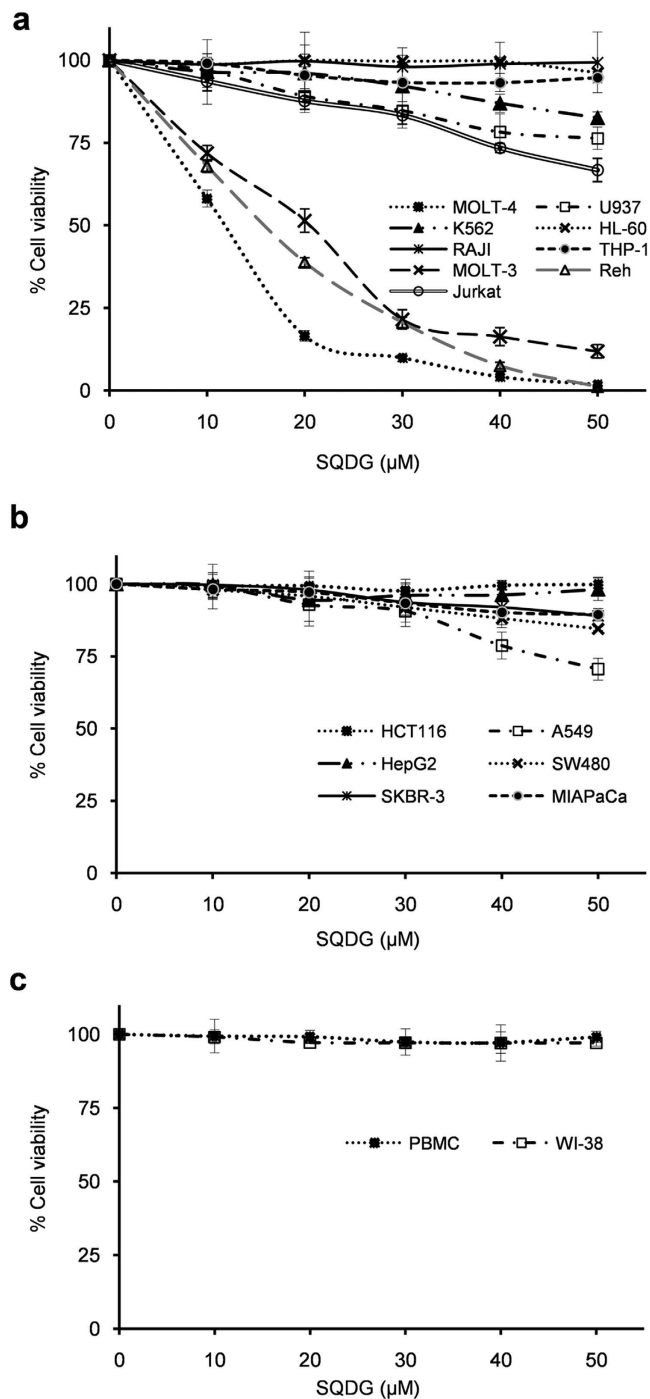 a
% Cell viability
100
75
50
25
0
MOLT-4 U937
K562 HL-60
RAJI THP-1
MOLT-3 Reh
Jurkat
0 10 20 30 40 50
SQDG (µM)
b
% Cell viability
100
75
50
25
0
HCT116 A549
HepG2 SW480
SKBR-3 MIAPaCa
0 10 20 30 40 50
SQDG (µM)
c
% Cell viability
100
75
50
25
0
PBMC WI-38
0 10 20 30 40 50
SQDG (µM)